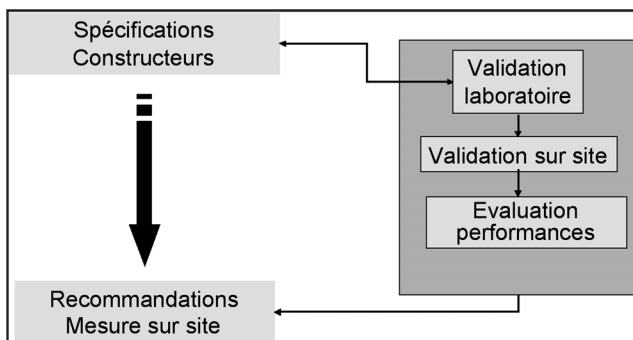 Spécifications
Constructeurs
Validation
laboratoire
Validation sur site
Evaluation
performances
Recommandations
Mesure sur site